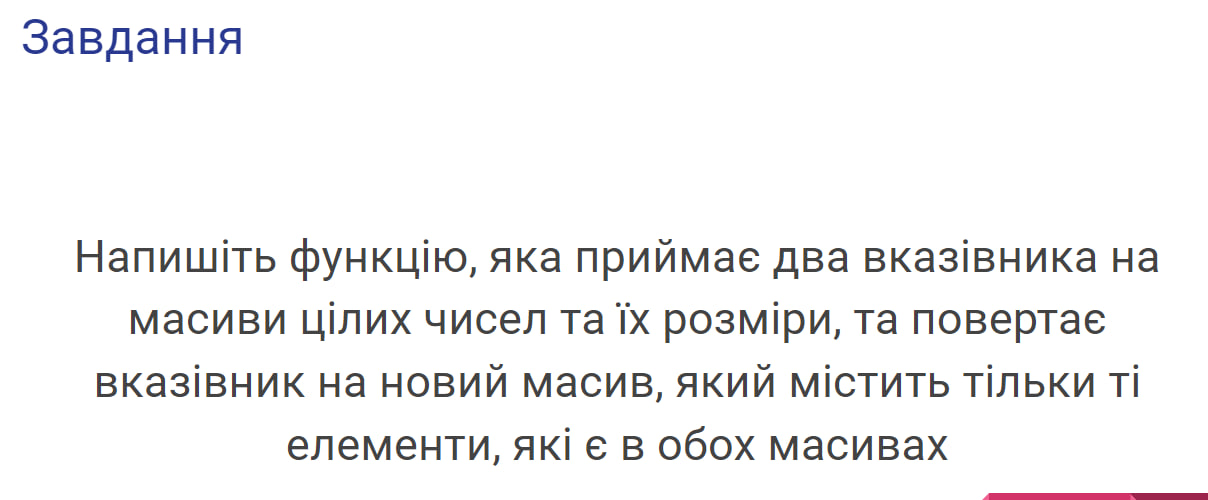 Завдання
Напишіть функцію, яка приймає два вказівника на
масиви цілих чисел та їх розміри, та повертає
вказівник на новий масив, який містить тільки ті
елементи, які є в обох масивах